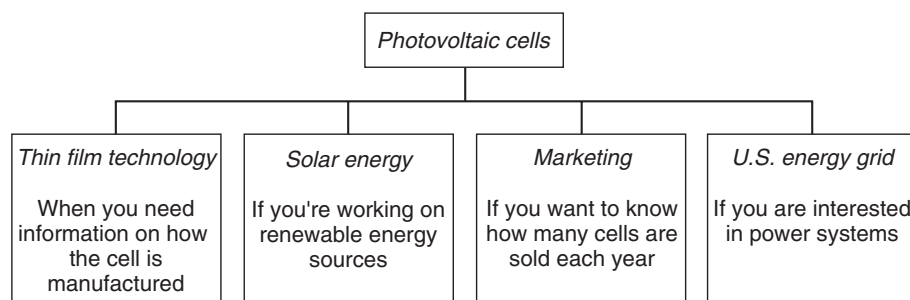 Photovoltaic cells
Thin film technology
When you need
information on how
the cell is
manufactured
Solar energy
If you're working on
renewable energy
sources
Marketing
If you want to know
how many cells are
sold each year
U.S. energy grid
If you are interested
in power systems